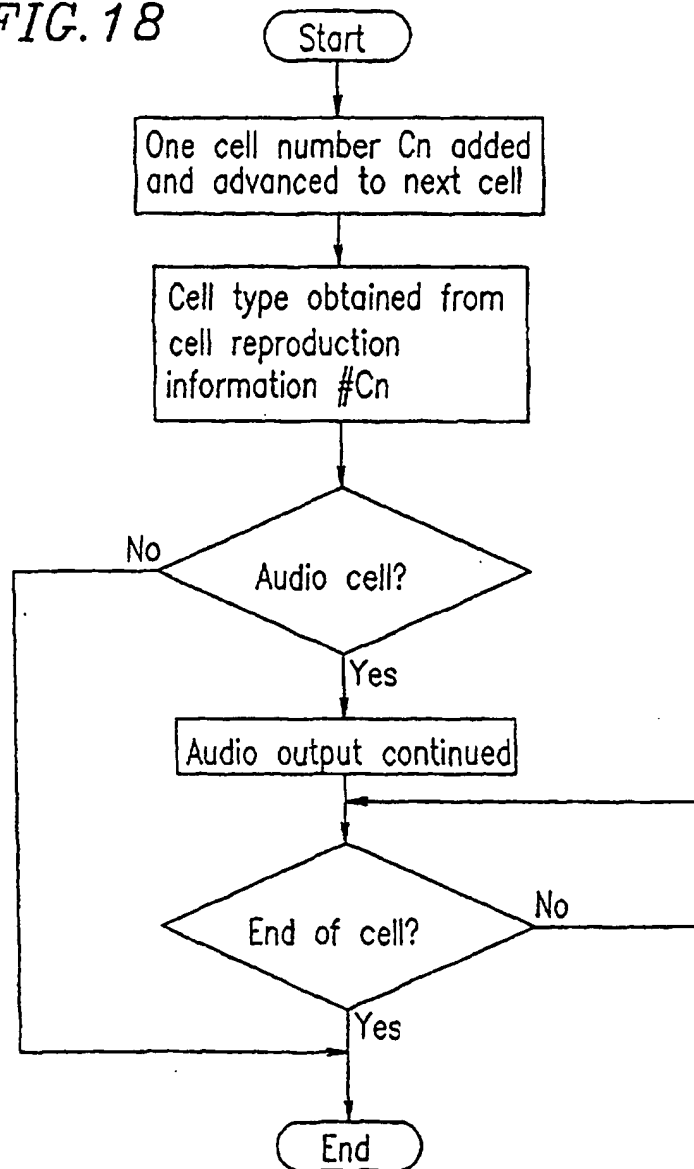 FIG.18
Start
One cell number Cn added
and advanced to next cell
Cell type obtained from
cell reproduction
information #Cn
No
Audio cell?
Yes
Audio output continued
End of cell?
No
Yes
End